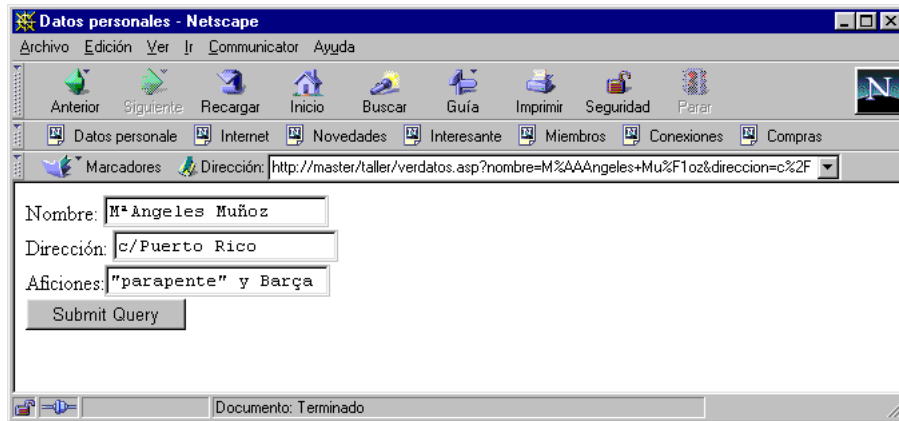 Datos personales - Netscape
Archivo Edición Ver Ir Communicator Ayuda
Anterior Siguiente Recargar Inicio Buscar Guía Imprimir Seguridad Parar
N
Datos personale Internet Novedades Interesante Miembros Conexiones Compras
Marcadores Dirección: http://master/taller/verdatos.asp?nombre=M%AAAngeles+Mu%F1oz&direccion=c%2F
Nombre: MªAngeles Muñoz
Dirección: c/Puerto Rico
Aficiones: "parapente" y Barça
Submit Query
Documento: Terminado